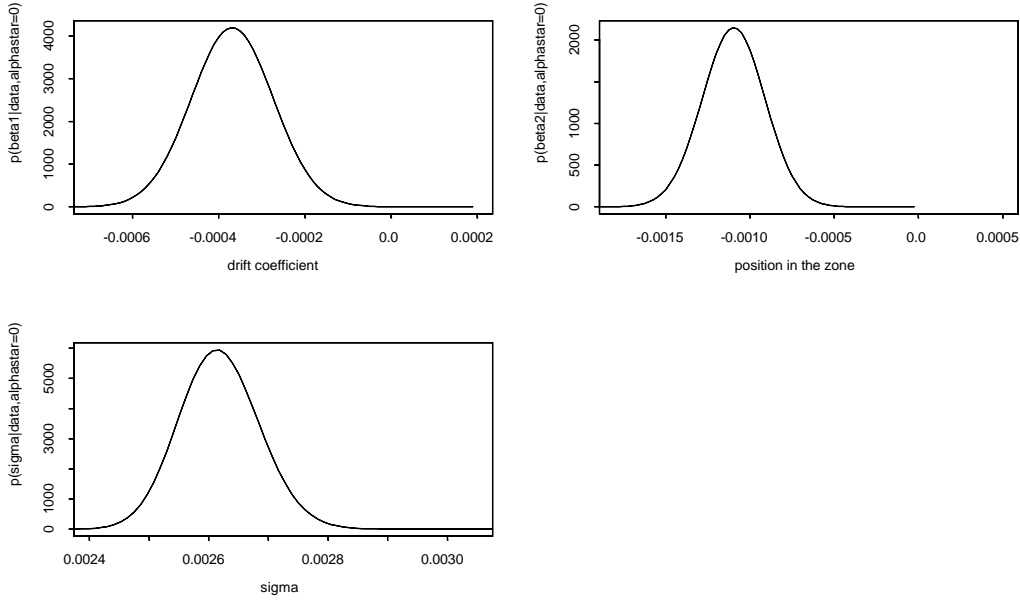 p(beta1|data,alphastar=0)
4000
3000
2000
1000
0
-0.0006 -0.0004 -0.0002 0.0 0.0002
drift coefficient
p(beta2|data,alphastar=0)
2000
1000
500
0
-0.0015 -0.0010 -0.0005 0.0 0.0005
position in the zone
p(sigma|data,alphastar=0)
5000
3000
1000
0
0.0024 0.0026 0.0028 0.0030
sigma